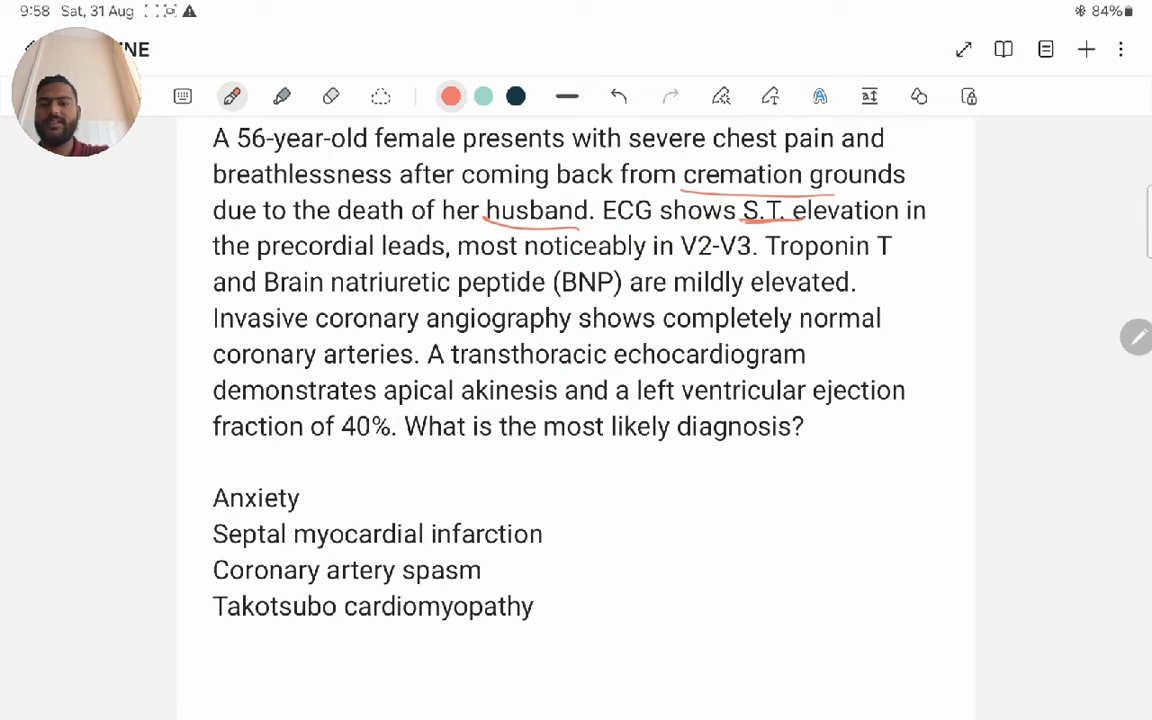 9:58 Sat, 31 Aug
84%
NE
A 56-year-old female presents with severe chest pain and
breathlessness after coming back from cremation grounds
due to the death of her husband. ECG shows S.T. elevation in
the precordial leads, most noticeably in V2-V3. Troponin T
and Brain natriuretic peptide (BNP) are mildly elevated.
Invasive coronary angiography shows completely normal
coronary arteries. A transthoracic echocardiogram
demonstrates apical akinesis and a left ventricular ejection
fraction of 40%. What is the most likely diagnosis?
Anxiety
Septal myocardial infarction
Coronary artery spasm
Takotsubo cardiomyopathy